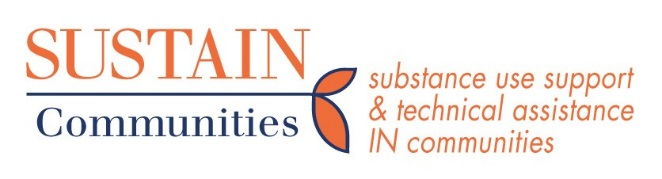 SUSTAIN
Communities
substance use support
& technical assistance
IN communities